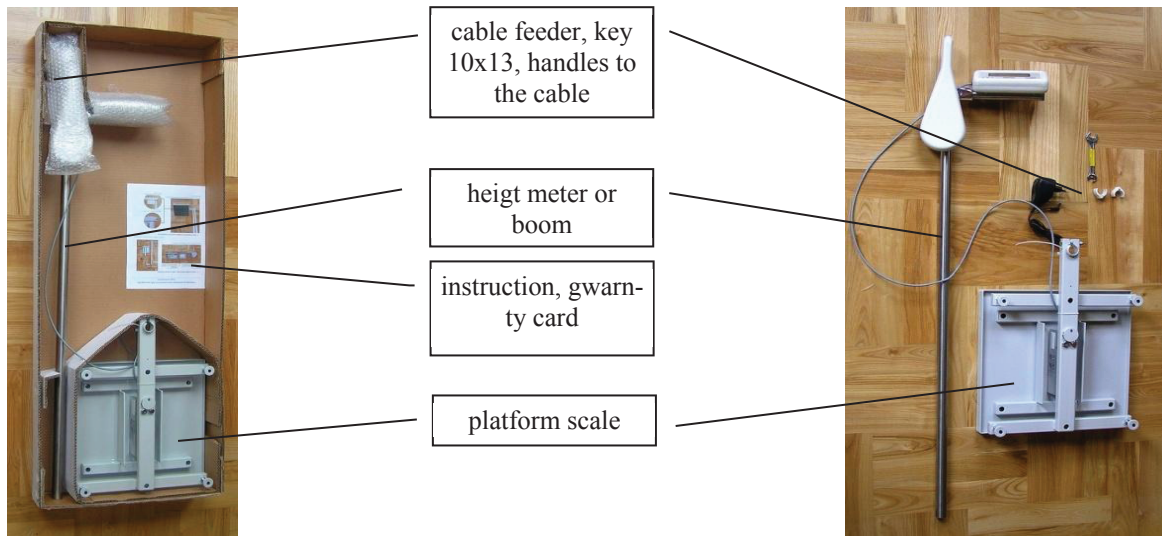 cable feeder, key
10x13, handles to
the cable
heigt meter or
boom
instruction, gwarn-
ty card
platform scale